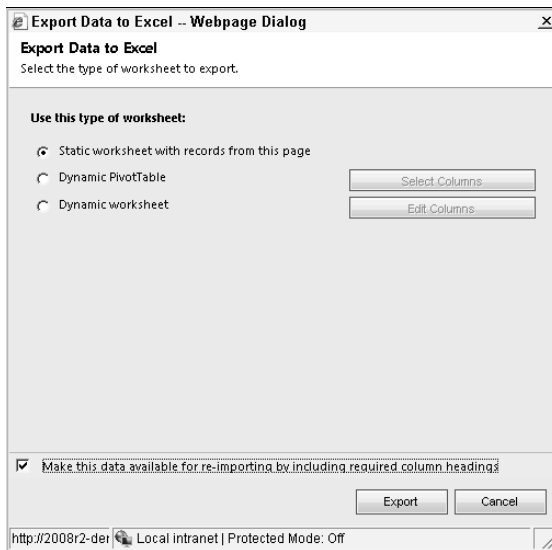 Export Data to Excel -- Webpage Dialog
Export Data to Excel
Select the type of worksheet to export.
Use this type of worksheet:
Static worksheet with records from this page
Dynamic PivotTable
Select Columns
Dynamic worksheet
Edit Columns
Make this data available for re-importing by including required column headings
Export
Cancel
http://2008r2-der
Local intranet | Protected Mode: Off